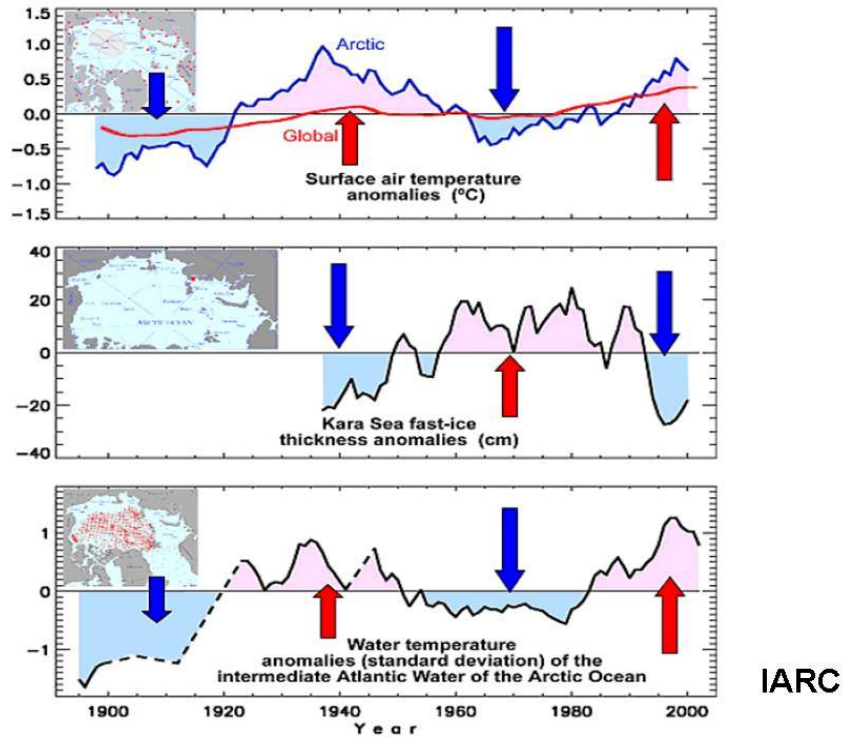 1.5
1.0
0.5
0.0
−0.5
−1.0
−1.5
Arctic
Global
Surface air temperature
anomalies (ºC)
40
20
0
−20
−40
ARCTIC OCEAN
Kara Sea fast-ice
thickness anomalies (cm)
1
0
−1
Water temperature
anomalies (standard deviation) of the
intermediate Atlantic Water of the Arctic Ocean
1900 1920 1940 1960 1980 2000
Year
IARC